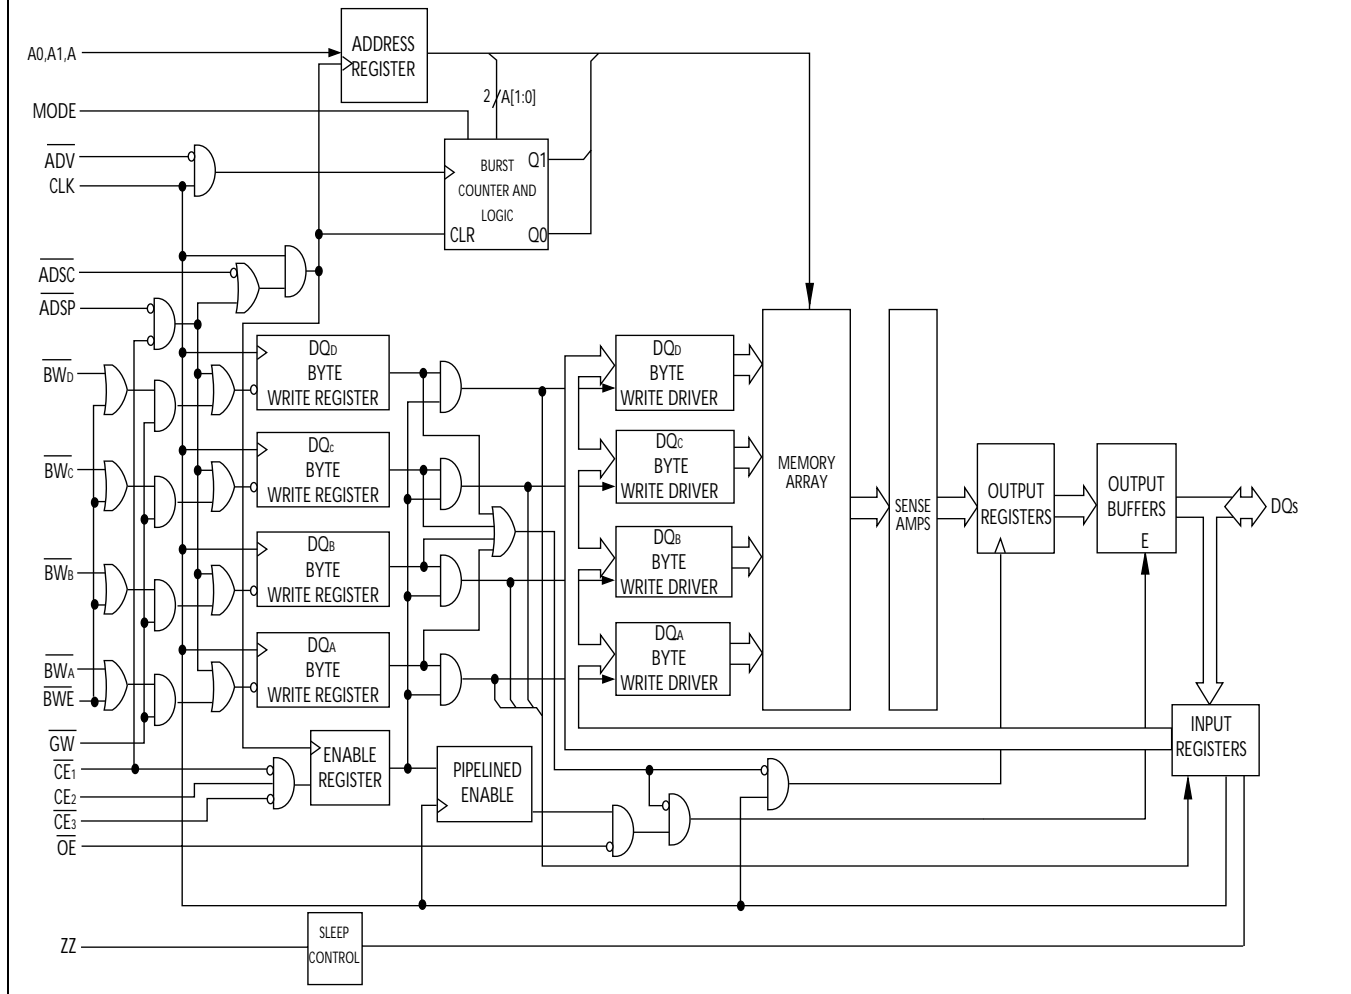 A0,A1,A
ADDRESS
REGISTER
MODE
2
A[1:0]
ADV
CLK
BURST
COUNTER AND
LOGIC
Q1
CLR
Q0
ADSC
ADSP
BWD
DQD
BYTE
WRITE REGISTER
DQD
BYTE
WRITE DRIVER
BWC
DQc
BYTE
WRITE REGISTER
DQC
BYTE
WRITE DRIVER
MEMORY
ARRAY
SENSE
AMPS
OUTPUT
REGISTERS
OUTPUT
BUFFERS
E
DQs
BWB
DQB
BYTE
WRITE REGISTER
DQB
BYTE
WRITE DRIVER
BWA
BWE
DQA
BYTE
WRITE REGISTER
DQA
BYTE
WRITE DRIVER
INPUT
REGISTERS
GW
CE1
CE2
CE3
OE
ENABLE
REGISTER
PIPELINED
ENABLE
ZZ
SLEEP
CONTROL